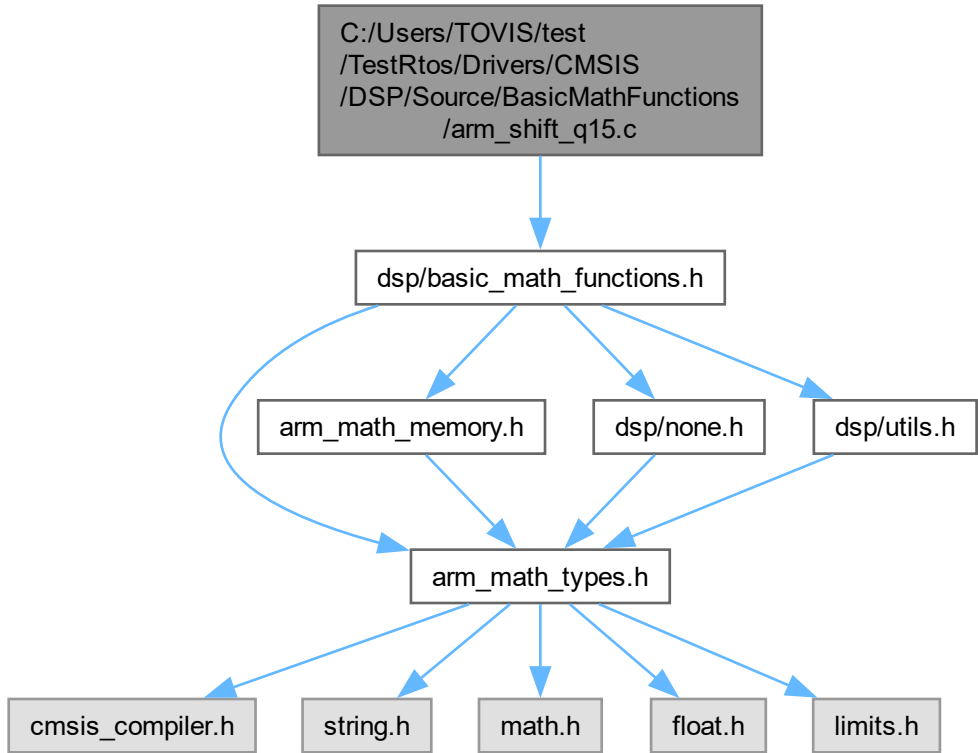 C:/Users/TOVIS/test
/TestRtos/Drivers/CMSIS
/DSP/Source/BasicMathFunctions
/arm_shift_q15.c
dsp/basic_math_functions.h
arm_math_memory.h
dsp/none.h
dsp/utils.h
arm_math_types.h
cmsis_compiler.h
string.h
math.h
float.h
limits.h